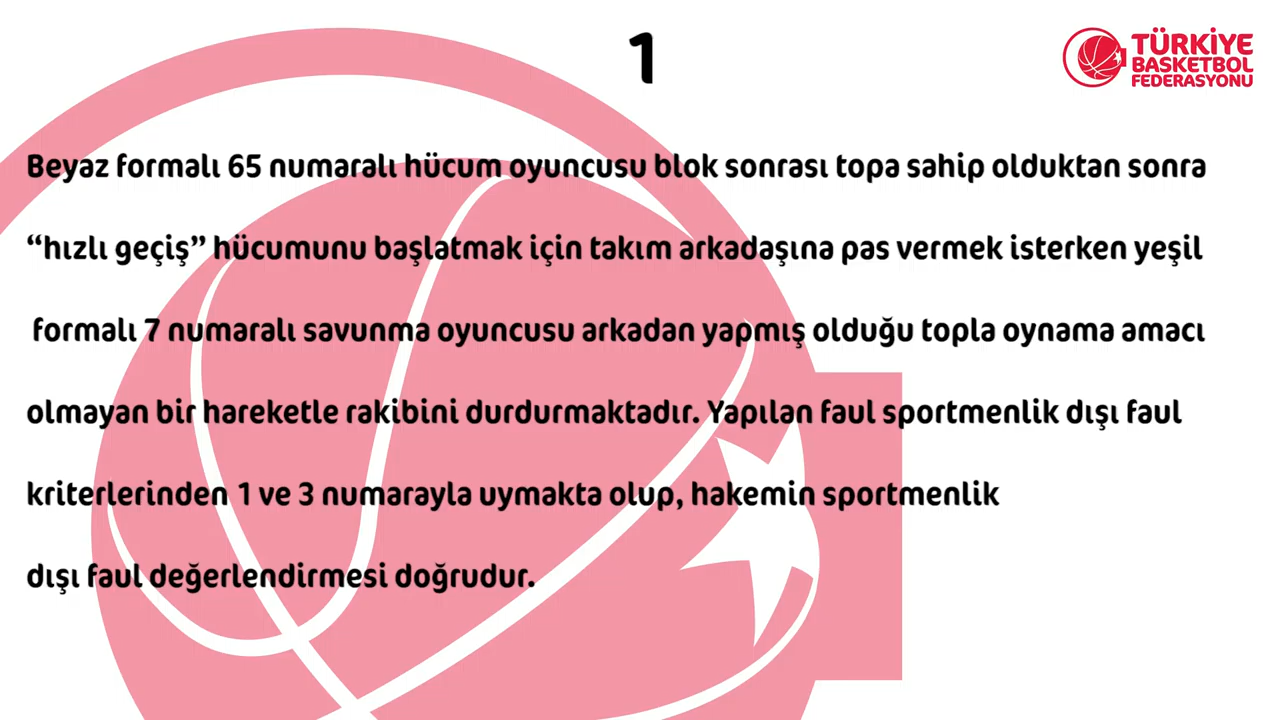 1
TÜRKİYE
BASKETBOL
FEDERASYONU
Beyaz formalı 65 numaralı hücum oyuncusu blok sonrası topa sahip olduktan sonra
“hızlı geçiş” hücumunu başlatmak için takım arkadaşına pas vermek isterken yeşil
formalı 7 numaralı savunma oyuncusu arkadan yapmış olduğu topla oynama amacı
olmayan bir hareketle rakibini durdurmaktadır. Yapılan faul sportmenlik dışı faul
kriterlerinden 1 ve 3 numarayla uymakta olup, hakemin sportmenlik
dışı faul değerlendirmesi doğrudur.